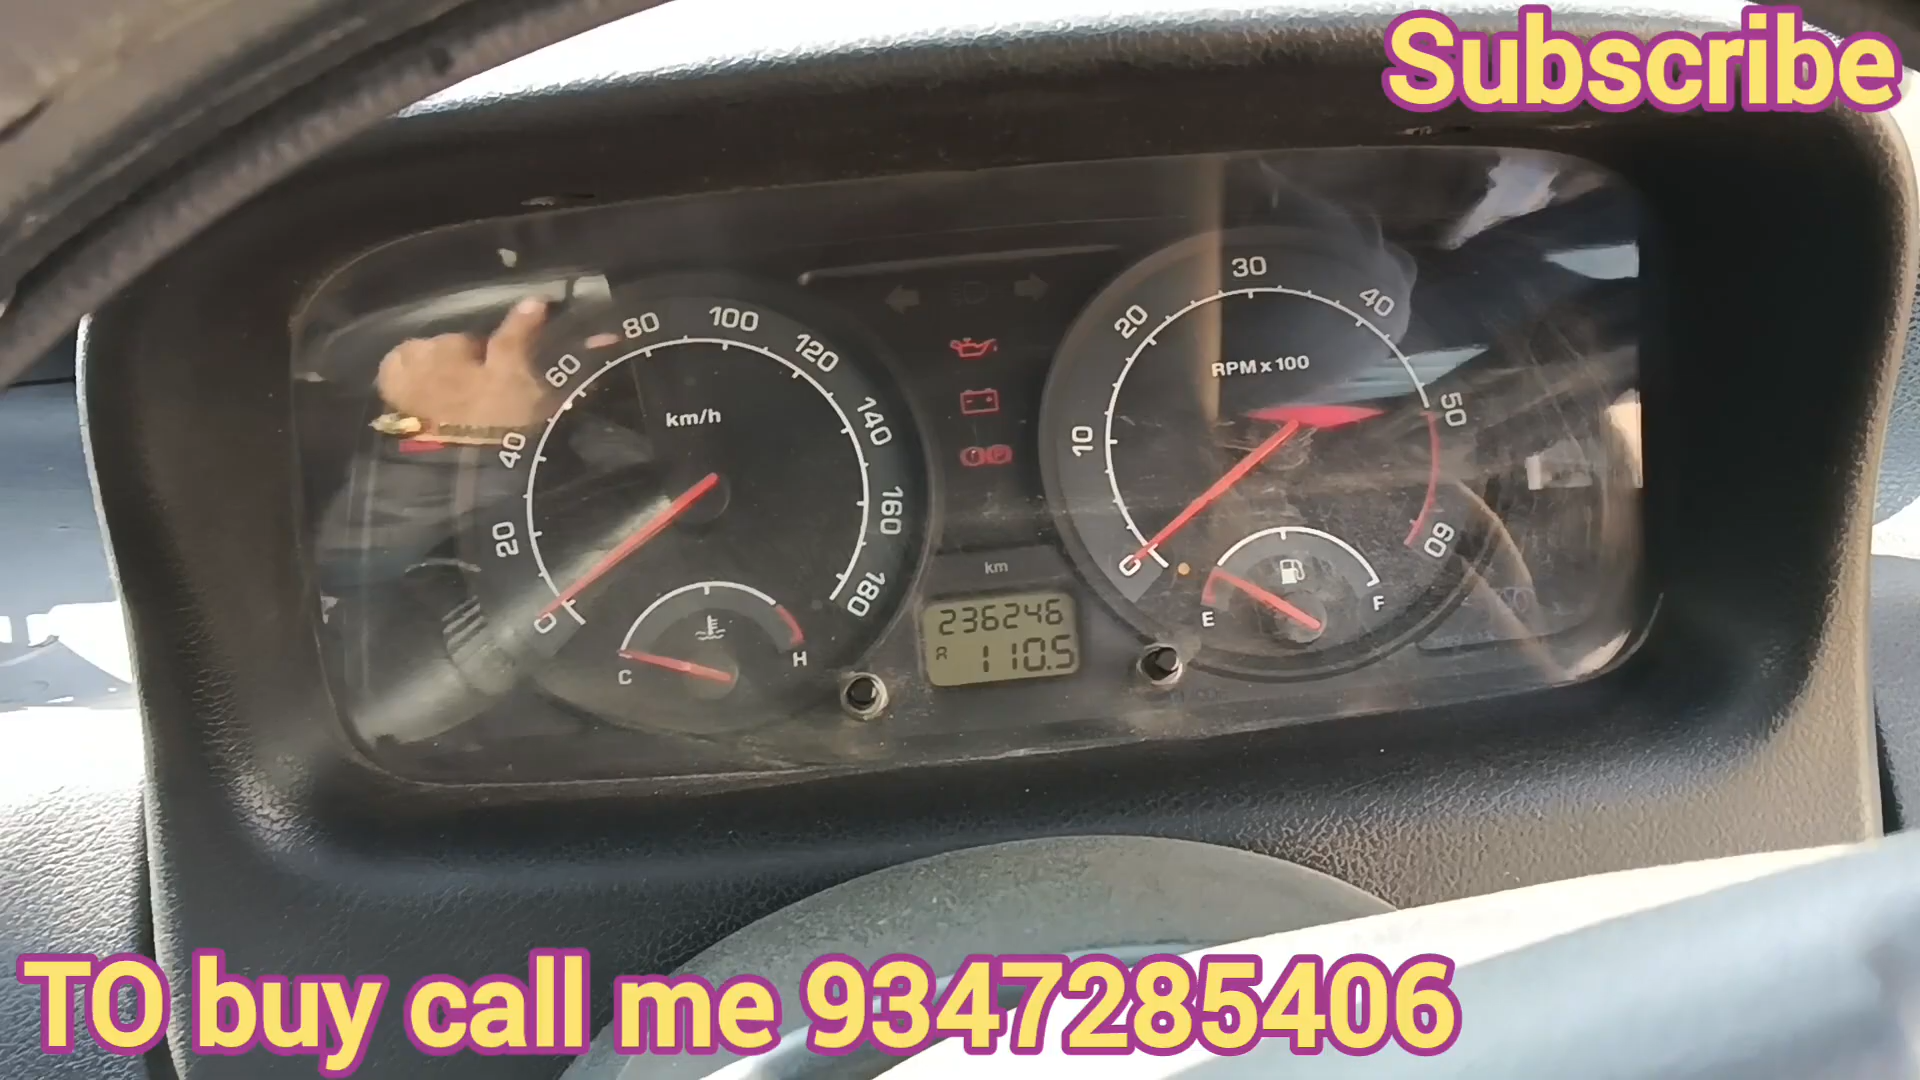 Subscribe
0 20 40 60 80 100 120 140 160 180
km/h
C H
km
236246
A 110.5
0 10 20 30 40 50 60
RPM x 100
E F
TO buy call me 9347285406